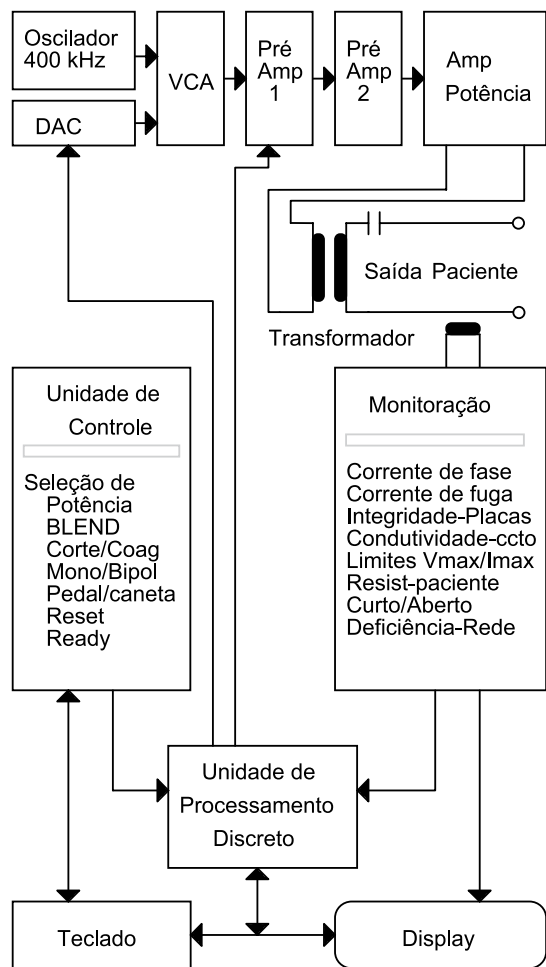 Oscilador
400 kHz
DAC
VCA
Pré
Amp
1
Pré
Amp
2
Amp
Potência
Saída Paciente
Transformador
Unidade de
Controle
Seleção de
Potência
BLEND
Corte/Coag
Mono/Bipol
Pedal/caneta
Reset
Ready
Monitoração
Corrente de fase
Corrente de fuga
Integridade-Placas
Condutividade-ccto
Limites Vmax/Imax
Resist-paciente
Curto/Aberto
Deficiência-Rede
Unidade de
Processamento
Discreto
Teclado
Display